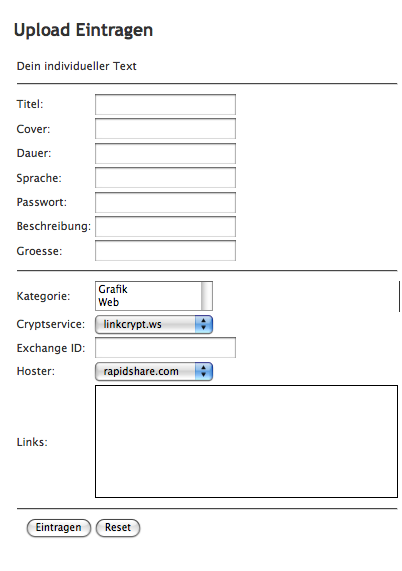 Upload Eintragen
Dein individueller Text
Titel:
Cover:
Dauer:
Sprache:
Passwort:
Beschreibung:
Groesse:
Kategorie:
Grafik
Web
Cryptservice: linkcrypt.ws
Exchange ID:
Hoster: rapidshare.com
Links:
Eintragen Reset